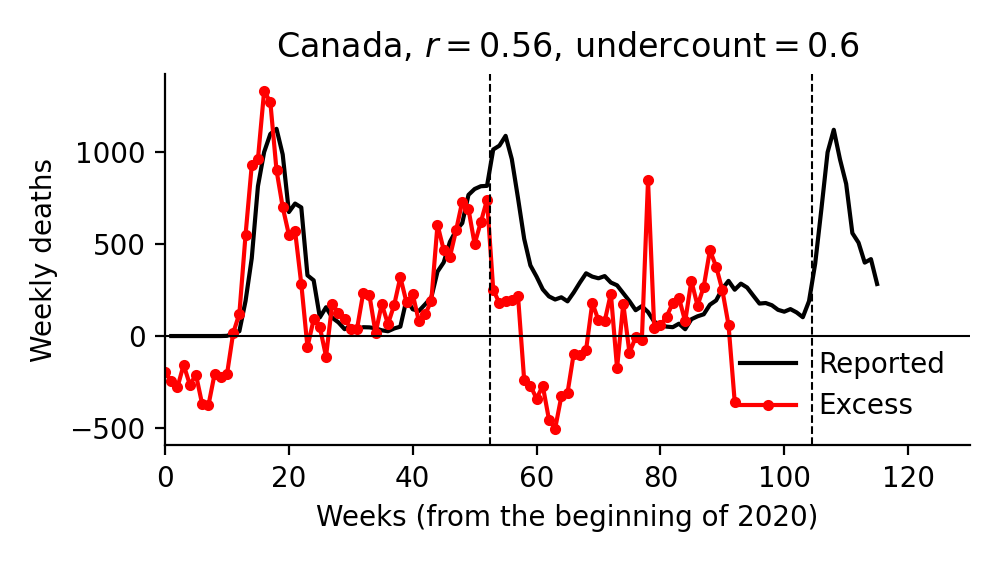 Canada, r = 0.56, undercount = 0.6
Weekly deaths
1000
500
0
−500
Reported
Excess
0 20 40 60 80 100 120
Weeks (from the beginning of 2020)